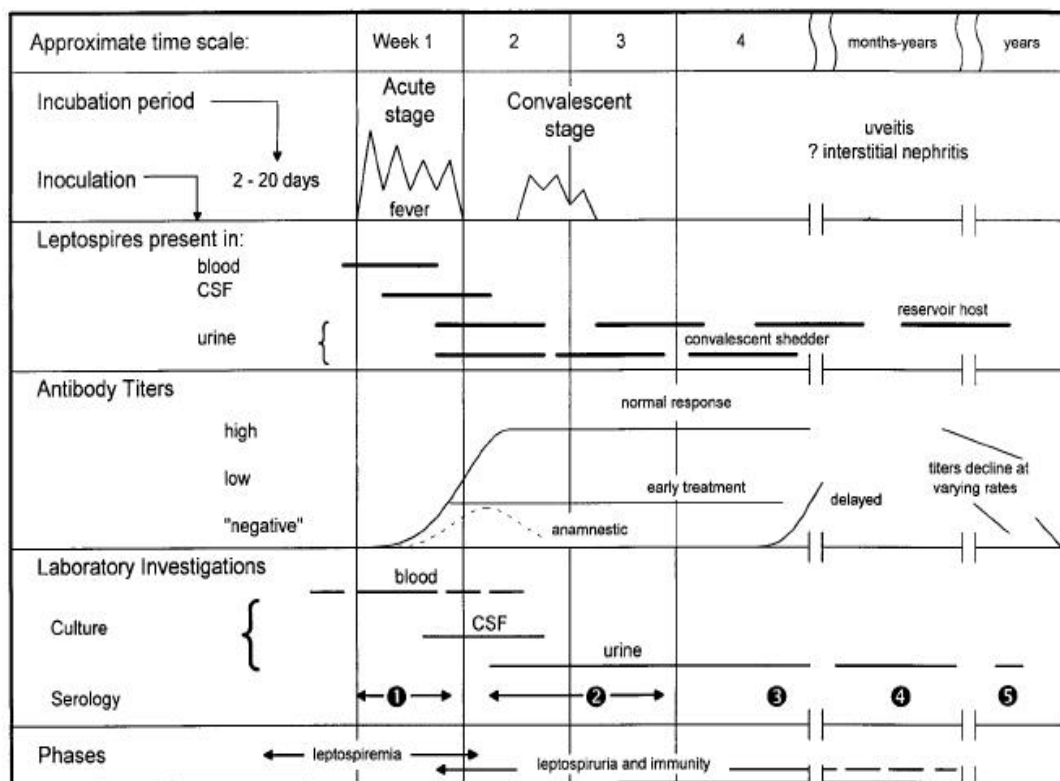 Approximate time scale: Week 1 2 3 4 months-years years
Incubation period
Acute stage
Convalescent stage
uveitis
? interstitial nephritis
Inoculation 2 - 20 days
fever
Leptospires present in:
blood
CSF
urine
reservoir host
convalescent shedder
Antibody Titers
normal response
high
low
early treatment
delayed
titers decline at
varying rates
"negative"
anamnestic
Laboratory Investigations
blood
Culture
CSF
urine
Serology ❶ ❷ ❸ ❹ ❺
Phases
leptospiremia
leptospiruria and immunity